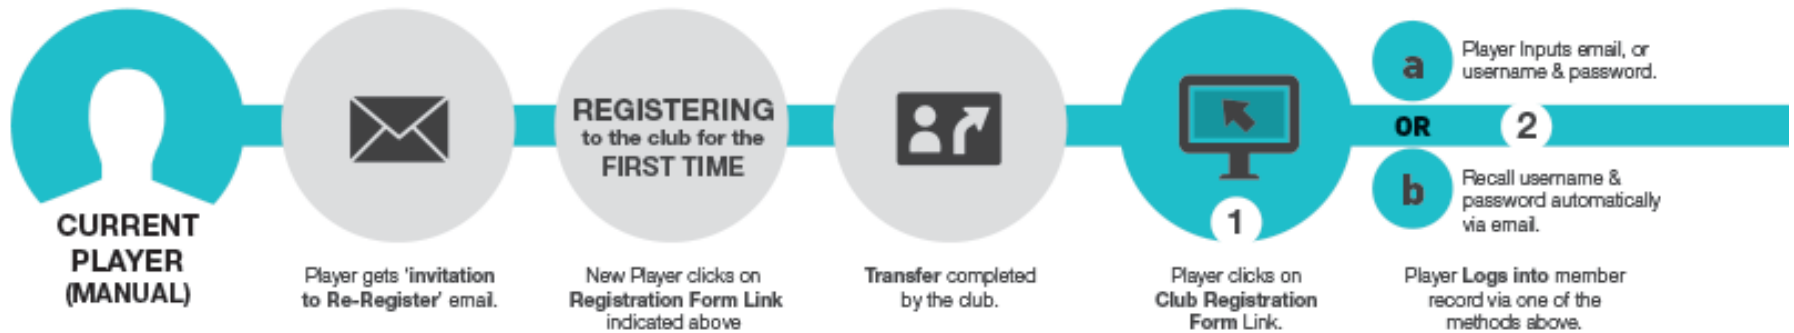 CURRENT
PLAYER
(MANUAL)
Player gets 'invitation
to Re-Register' email.
REGISTERING
to the club for the
FIRST TIME
New Player clicks on
Registration Form Link
indicated above
Transfer completed
by the club.
1
Player clicks on
Club Registration
Form Link.
a
Player Inputs email, or
username & password.
OR
2
b
Recall username &
password automatically
via email.
Player Logs into member
record via one of the
methods above.